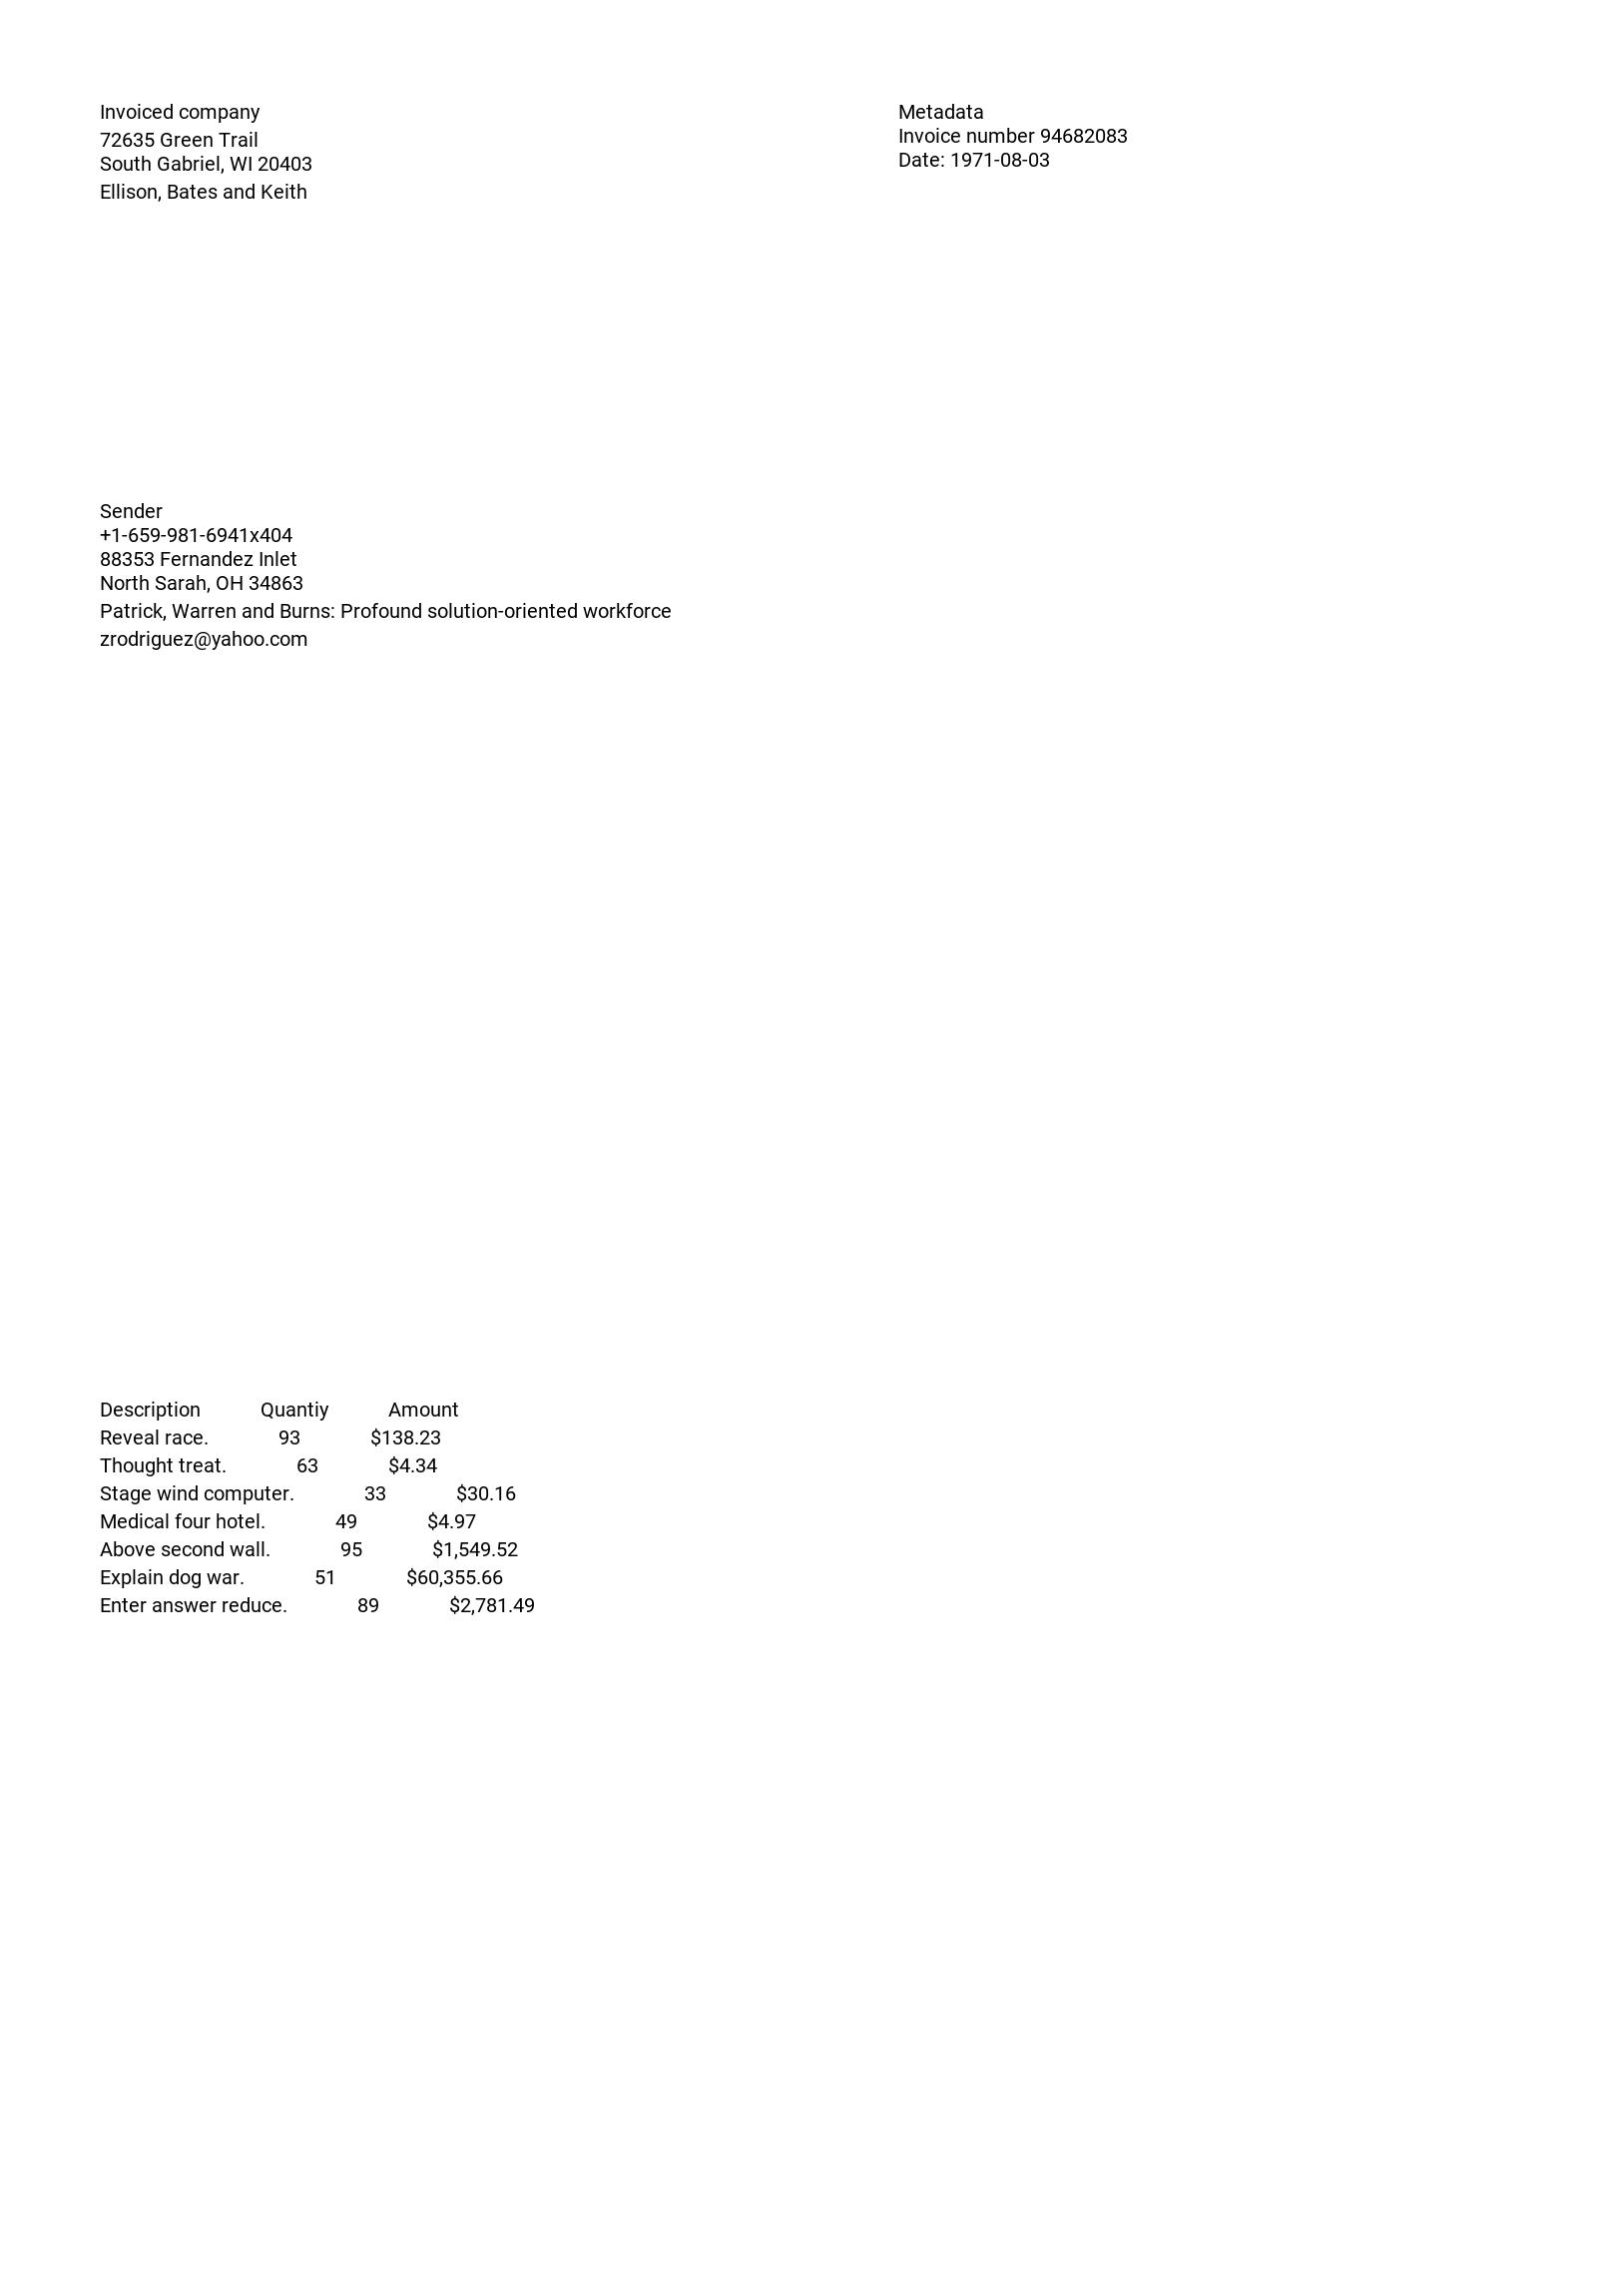 Invoiced company
72635 Green Trail
South Gabriel, WI 20403
Ellison, Bates and Keith
Metadata
Invoice number 94682083
Date: 1971-08-03
Sender
+1-659-981-6941x404
88353 Fernandez Inlet
North Sarah, OH 34863
Patrick, Warren and Burns: Profound solution-oriented workforce
zrodriguez@yahoo.com
Description Quantiy Amount
Reveal race. 93 $138.23
Thought treat. 63 $4.34
Stage wind computer. 33 $30.16
Medical four hotel. 49 $4.97
Above second wall. 95 $1,549.52
Explain dog war. 51 $60,355.66
Enter answer reduce. 89 $2,781.49